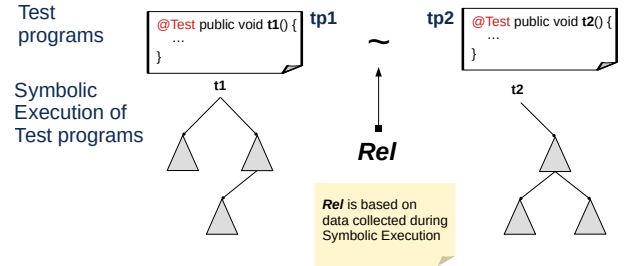 Test
programs
@Test public void t1() {
…
}
tp1
~
tp2
@Test public void t2() {
…
}
Symbolic
Execution of
Test programs
t1
t2
Rel
Rel is based on
data collected during
Symbolic Execution